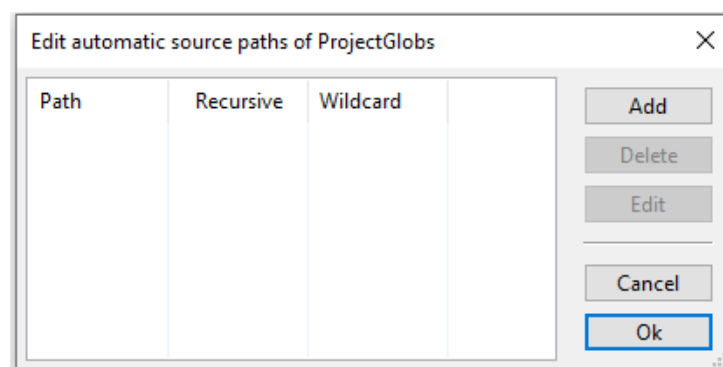 Edit automatic source paths of ProjectGlobs
Path Recursive Wildcard
Add
Delete
Edit
Cancel
Ok